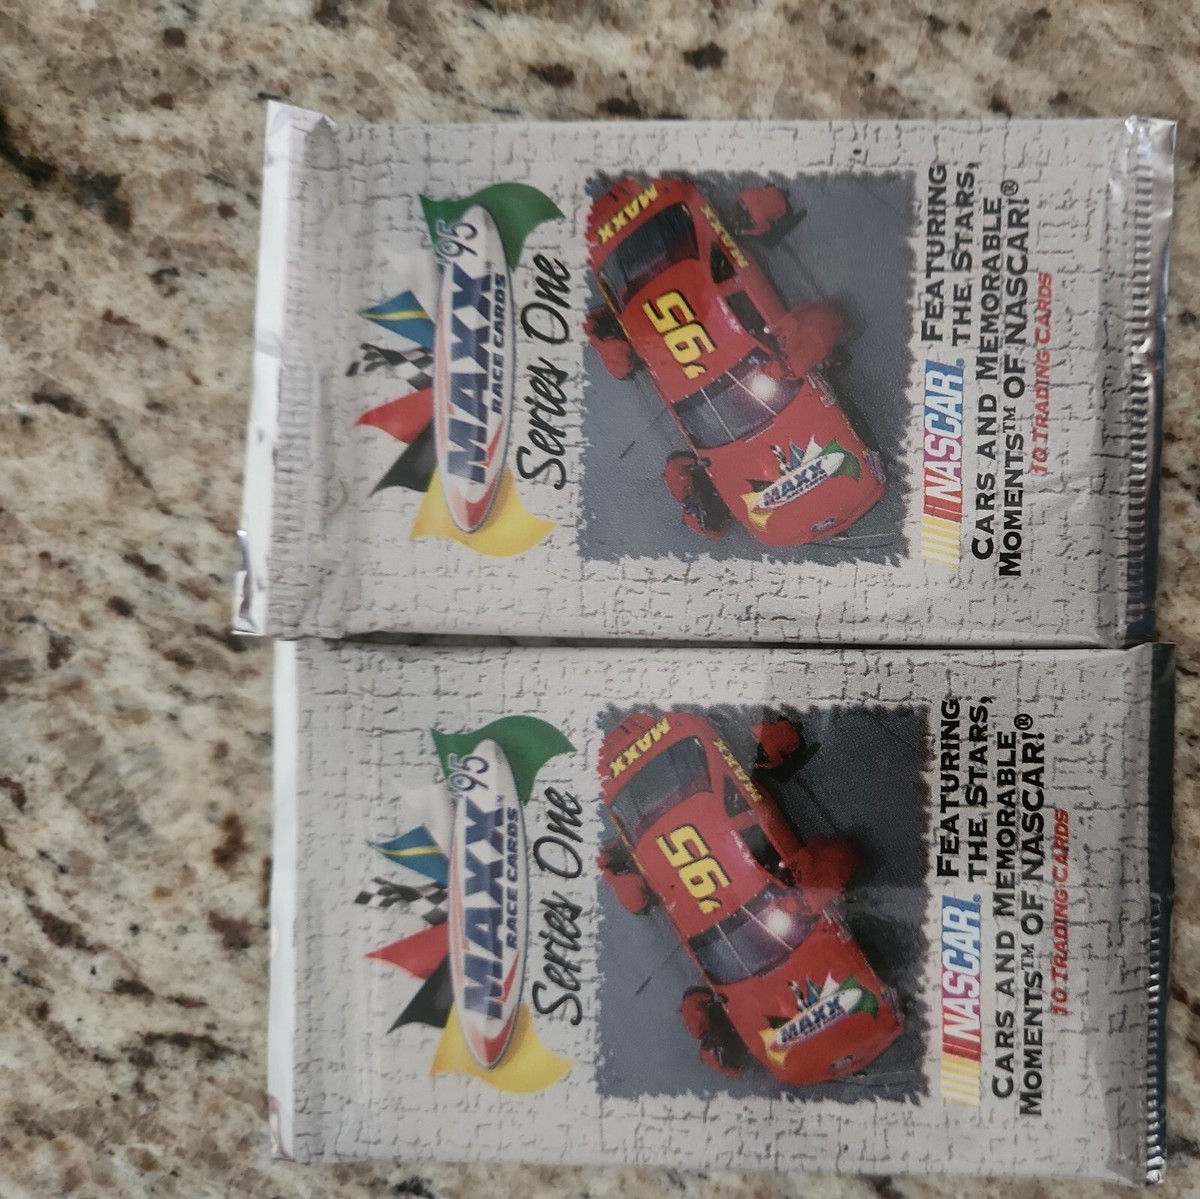 MAXX '95
RACE CARDS
Series One
MAXX
MAXX
'95
MAXX
NASCAR® FEATURING
THE STARS,
CARS AND MEMORABLE
MOMENTS™ OF NASCAR!®
10 TRADING CARDS
MAXX '95
RACE CARDS
Series One
MAXX
MAXX
'95
MAXX
NASCAR® FEATURING
THE STARS,
CARS AND MEMORABLE
MOMENTS™ OF NASCAR!®
10 TRADING CARDS